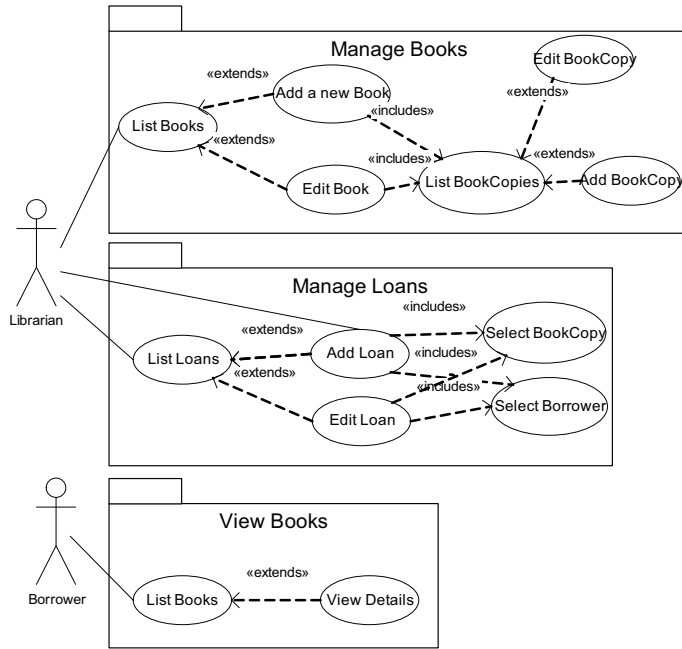 Manage Books
Edit BookCopy
«extends»
Add a new Book
«extends»
«includes»
List Books
«extends»
«includes»
«extends»
Edit Book
List BookCopies
Add BookCopy
Librarian
Manage Loans
«includes»
Select BookCopy
«extends»
Add Loan
«includes»
List Loans
«extends»
«includes»
Edit Loan
Select Borrower
View Books
«extends»
Borrower
List Books
View Details